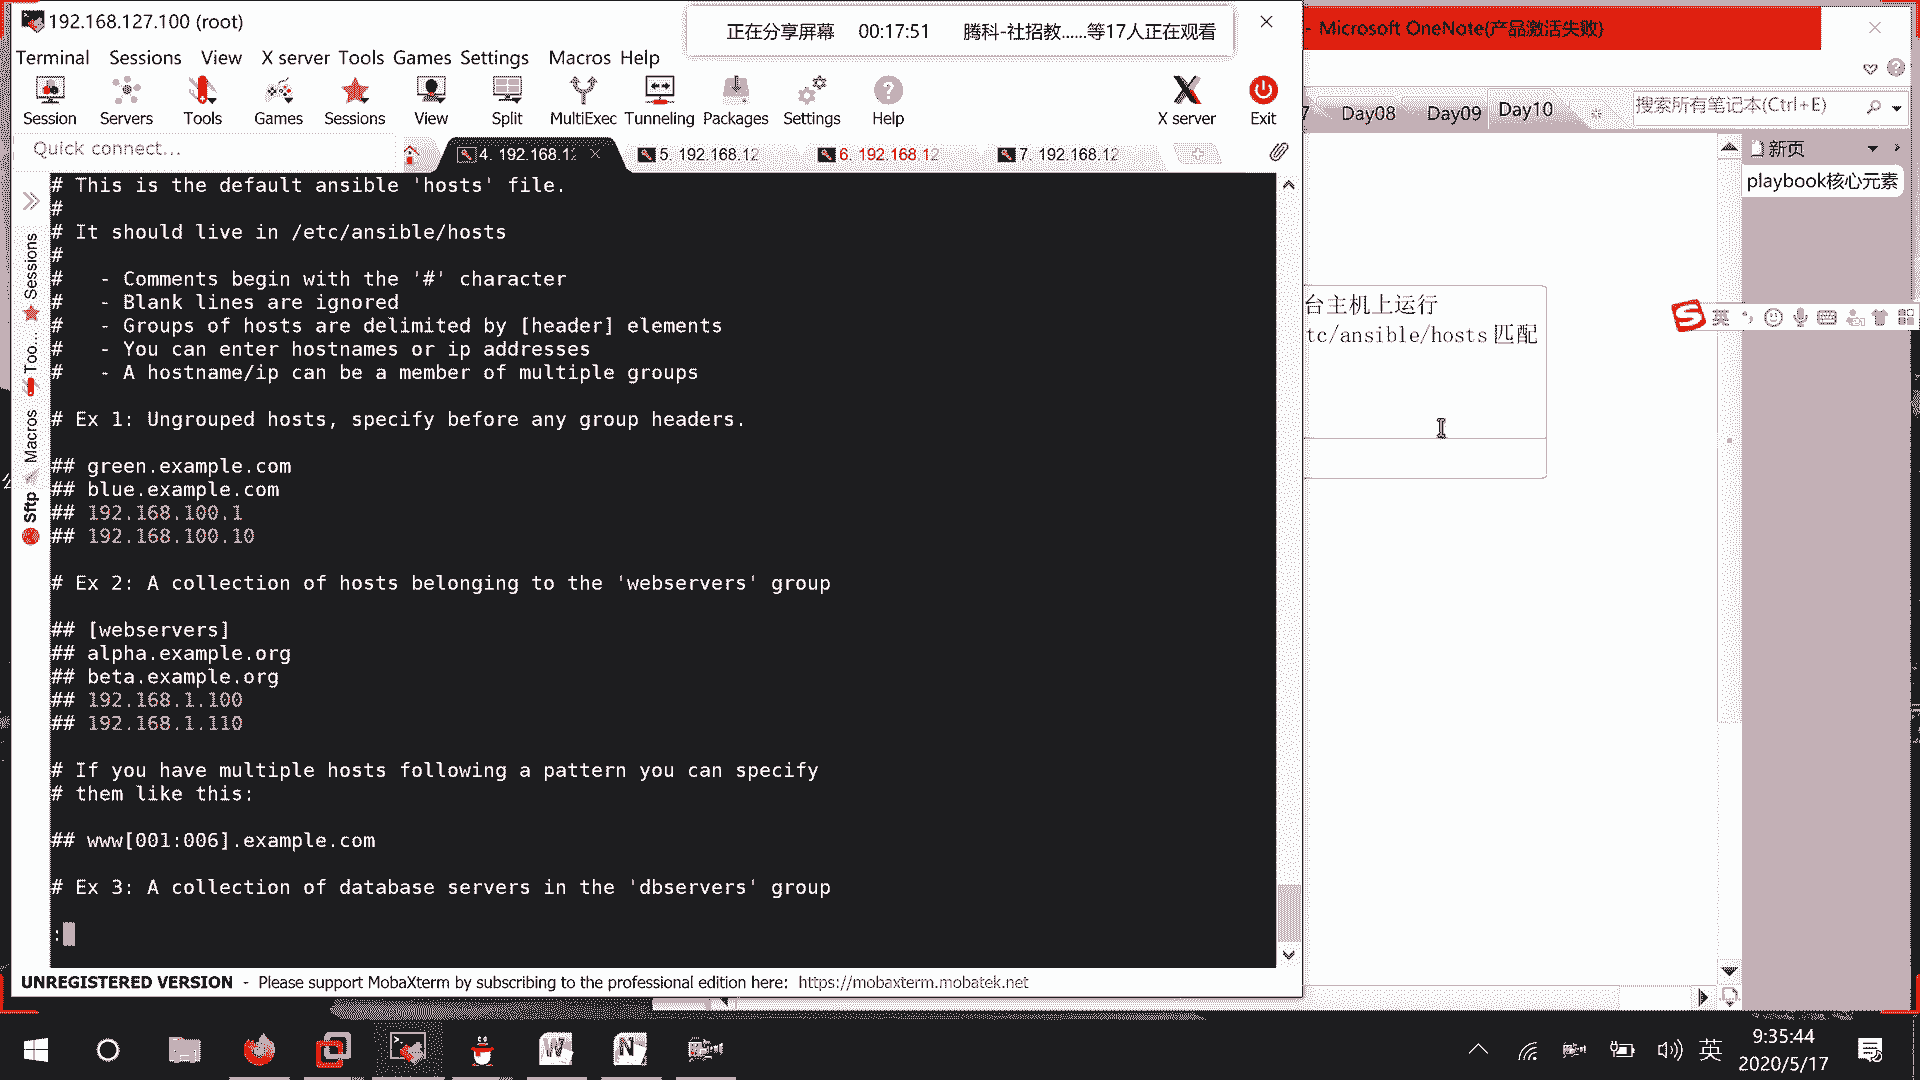 192.168.127.100 (root)
正在分享屏幕 00:17:51 腾科-社招教......等17人正在观看
- Microsoft OneNote(产品激活失败)
Terminal Sessions View X server Tools Games Settings Macros Help
Session Servers Tools Games Sessions View Split MultiExec Tunneling Packages Settings Help X server Exit
7 Day08 Day09 Day10 搜索所有笔记本(Ctrl+E)
Quick connect...
4. 192.168.12 5. 192.168.12 6. 192.168.12 7. 192.168.12
新页
playbook核心元素
Sessions
Too...
Macros
Sftp
# This is the default ansible 'hosts' file.
#
# It should live in /etc/ansible/hosts
#
#   - Comments begin with the '#' character
#   - Blank lines are ignored
#   - Groups of hosts are delimited by [header] elements
#   - You can enter hostnames or ip addresses
#   - A hostname/ip can be a member of multiple groups
# Ex 1: Ungrouped hosts, specify before any group headers.
## green.example.com
## blue.example.com
## 192.168.100.1
## 192.168.100.10
# Ex 2: A collection of hosts belonging to the 'webservers' group
## [webservers]
## alpha.example.org
## beta.example.org
## 192.168.1.100
## 192.168.1.110
# If you have multiple hosts following a pattern you can specify
# them like this:
## www[001:006].example.com
# Ex 3: A collection of database servers in the 'dbservers' group
:
台主机上运行
tc/ansible/hosts 匹配
英
UNREGISTERED VERSION - Please support MobaXterm by subscribing to the professional edition here: https://mobaxterm.mobatek.net
英
9:35:44
2020/5/17